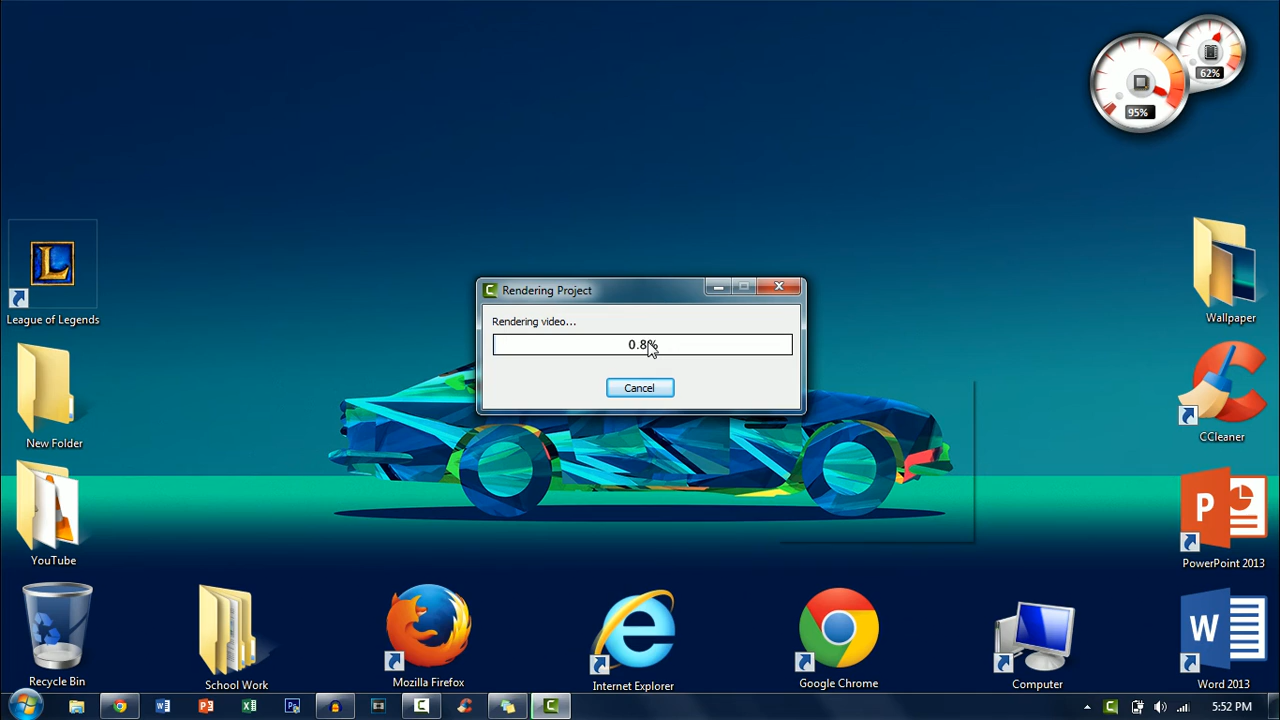 62%
95%
Rendering Project
Rendering video...
0.8%
Cancel
League of Legends
New Folder
YouTube
Recycle Bin
School Work
Mozilla Firefox
Internet Explorer
Google Chrome
Computer
Wallpaper
CCleaner
PowerPoint 2013
Word 2013
5:52 PM